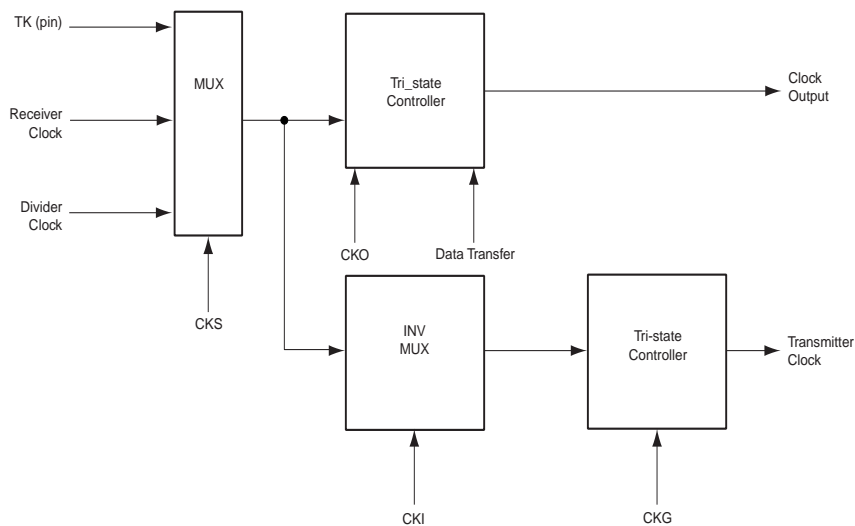 TK (pin)
MUX
Tri_state
Controller
Clock
Output
Receiver
Clock
Divider
Clock
CKO
Data Transfer
CKS
INV
MUX
Tri-state
Controller
Transmitter
Clock
CKI
CKG